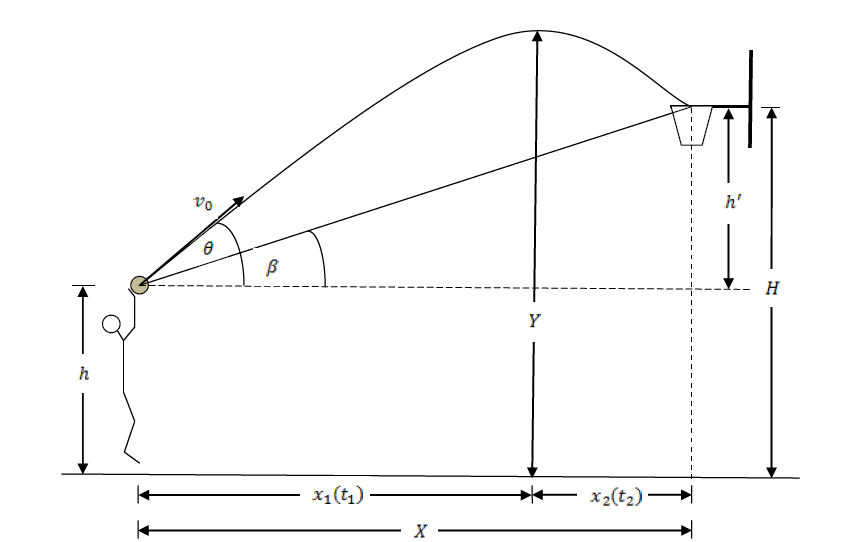 v₀
θ
β
h'
H
Y
h
x₁(t₁)
x₂(t₂)
X